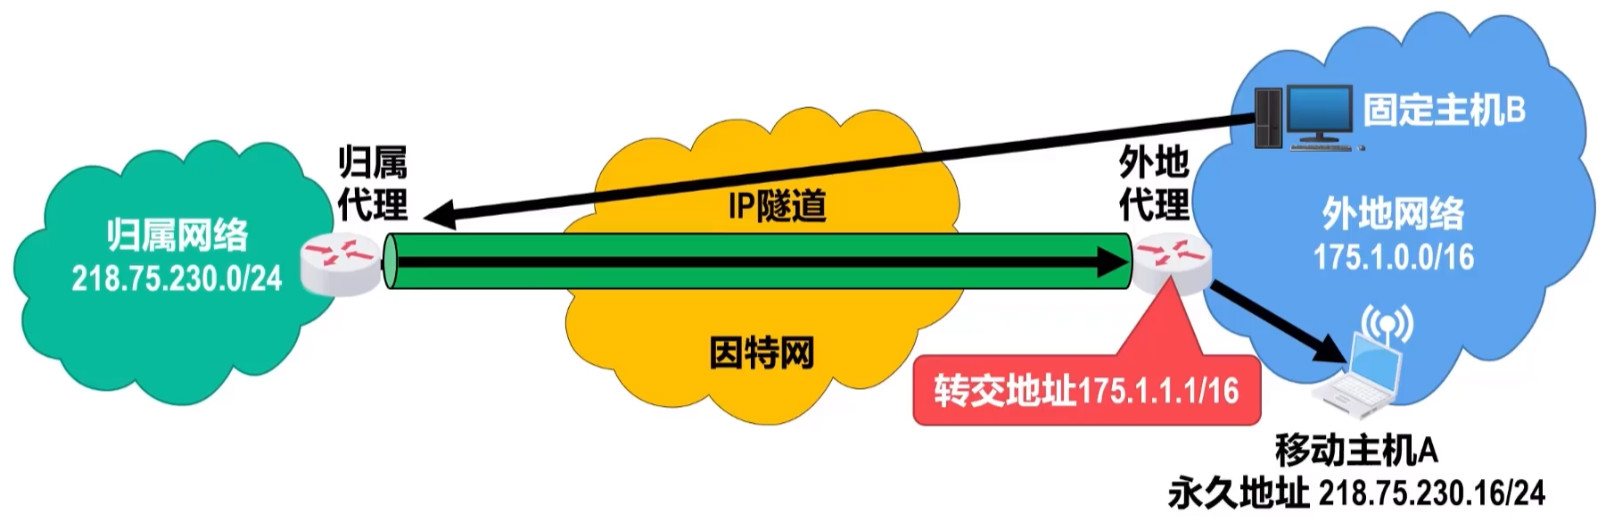 归属网络
218.75.230.0/24
归属
代理
IP隧道
因特网
外地
代理
固定主机B
外地网络
175.1.0.0/16
转交地址175.1.1.1/16
移动主机A
永久地址 218.75.230.16/24